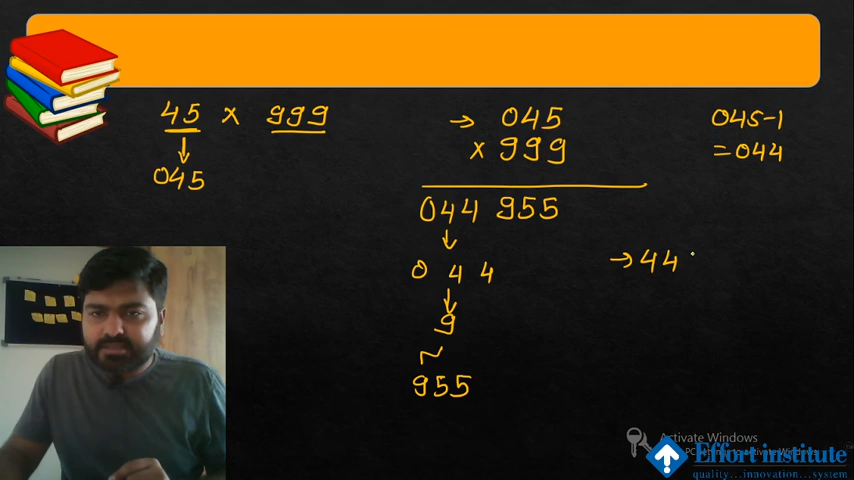 45 x 999
↓
045
→ 045
x 999
044 955
↓
0 4 4
↓
9
~
955
045-1
=044
→ 44
Activate Windows
Effort institute
quality...innovation...system